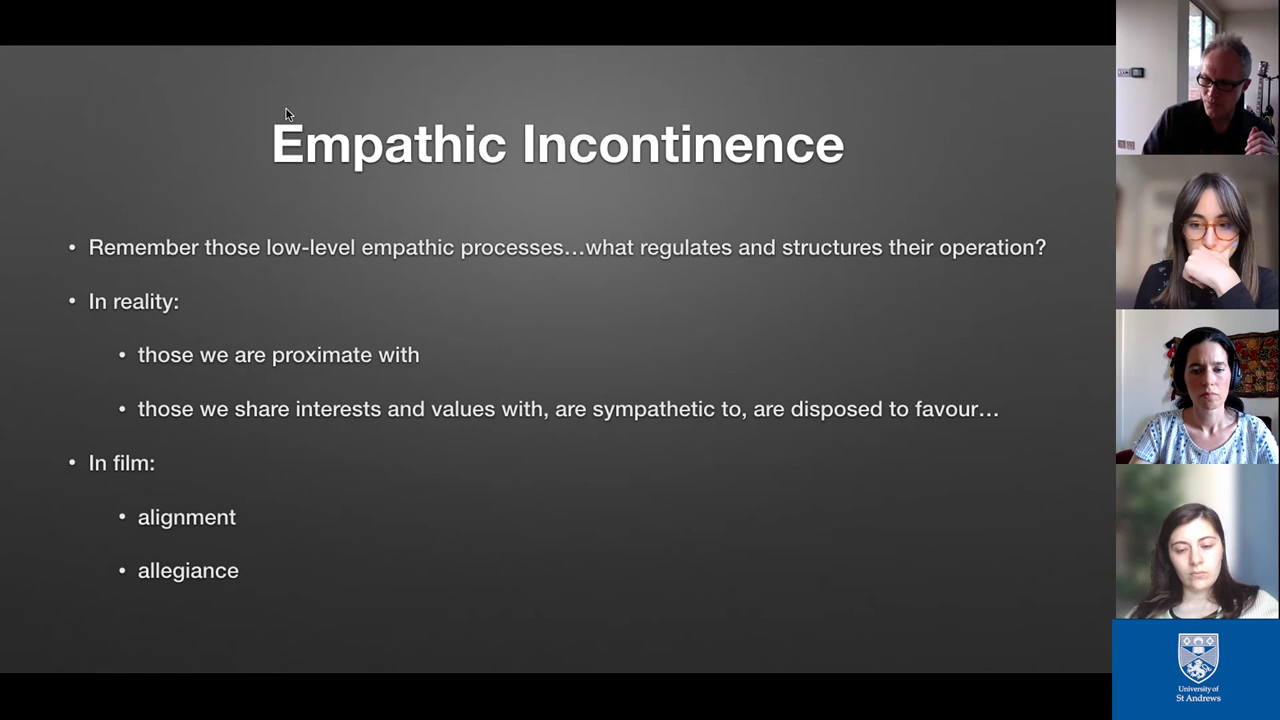 Empathic Incontinence
• Remember those low-level empathic processes…what regulates and structures their operation?
• In reality:
• those we are proximate with
• those we share interests and values with, are sympathetic to, are disposed to favour…
• In film:
• alignment
• allegiance
University of
St Andrews